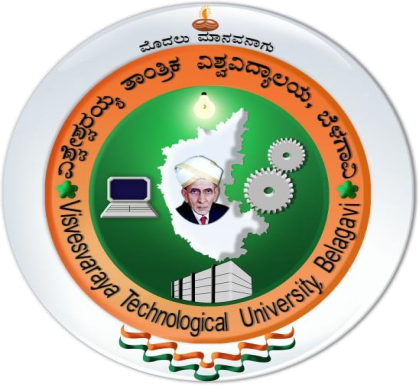 ಮೊದಲು ಮಾನವನಾಗು
ವಿಶ್ವೇಶ್ವರಯ್ಯ ತಾಂತ್ರಿಕ ವಿಶ್ವವಿದ್ಯಾಲಯ, ಬೆಳಗಾವಿ
Visvesvaraya Technological University, Belagavi